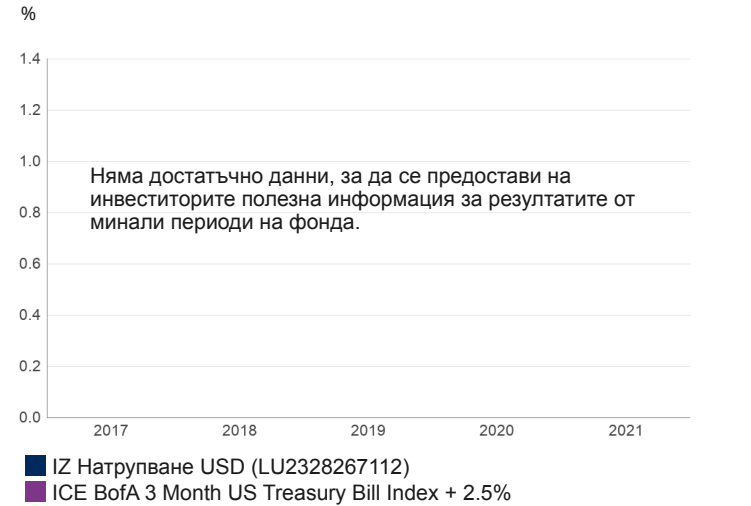 %
1.4
1.2
1.0
Няма достатъчно данни, за да се предостави на
инвеститорите полезна информация за резултатите от
минали периоди на фонда.
0.8
0.6
0.4
0.2
0.0
2017 2018 2019 2020 2021
IZ Натрупване USD (LU2328267112)
ICE BofA 3 Month US Treasury Bill Index + 2.5%